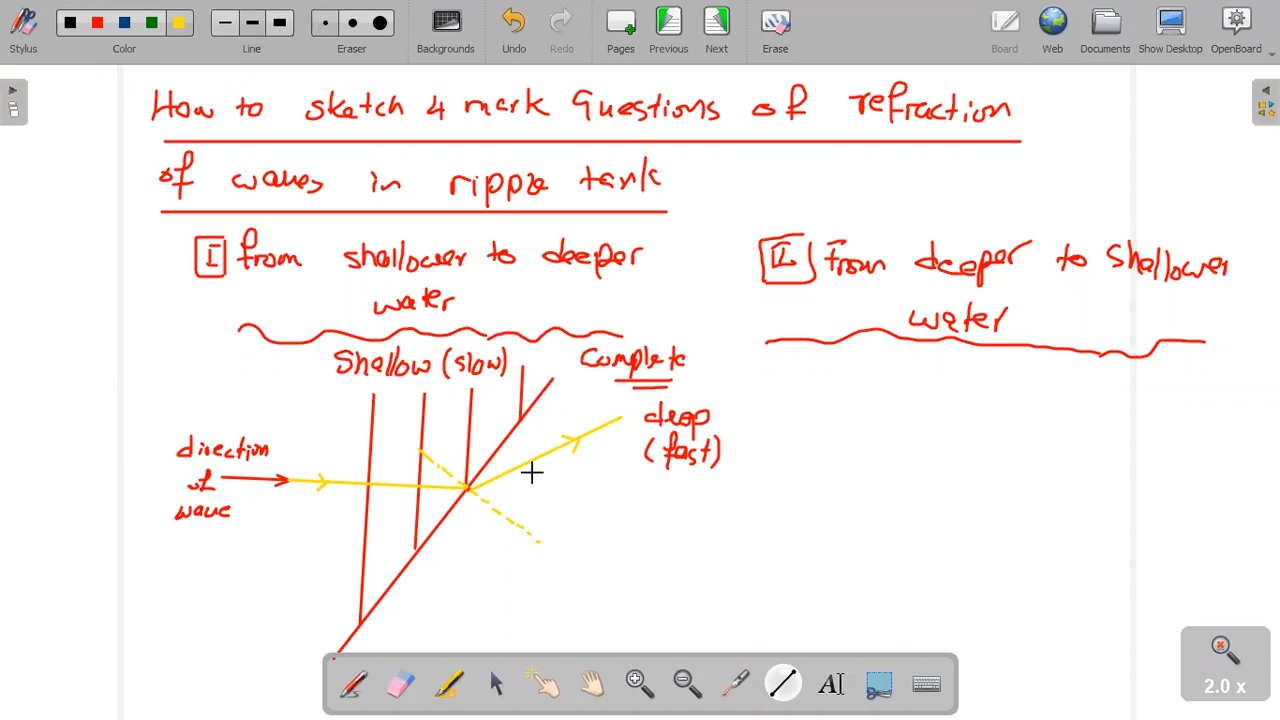 Stylus
Color
Line
Eraser
Backgrounds
Undo
Redo
Pages
Previous
Next
Erase
Board
Web
Documents
Show Desktop
OpenBoard
How to sketch 4 mark Questions of refraction
of waves in ripple tank
I from shallower to deeper
water
II From deeper to shallower
water
Shallow (slow)
Complete
deep
(fast)
direction
of
wave
2.0 x